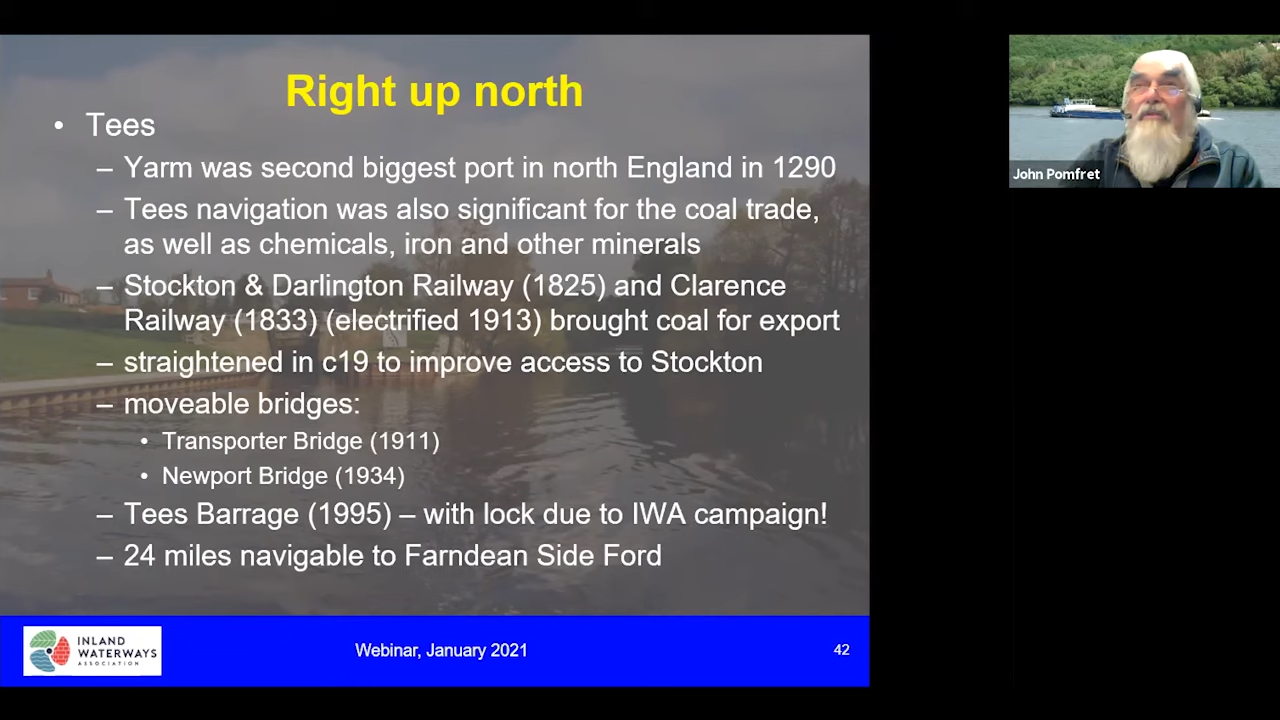 Right up north
• Tees
– Yarm was second biggest port in north England in 1290
– Tees navigation was also significant for the coal trade,
as well as chemicals, iron and other minerals
– Stockton & Darlington Railway (1825) and Clarence
Railway (1833) (electrified 1913) brought coal for export
– straightened in c19 to improve access to Stockton
– moveable bridges:
• Transporter Bridge (1911)
• Newport Bridge (1934)
– Tees Barrage (1995) – with lock due to IWA campaign!
– 24 miles navigable to Farndean Side Ford
INLAND
WATERWAYS
ASSOCIATION
Webinar, January 2021
42
John Pomfret